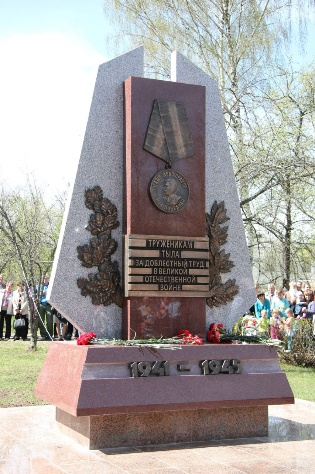 ТРУЖЕНИКАМ
ТЫЛА
ЗА ДОБЛЕСТНЫЙ ТРУД
В ВЕЛИКОЙ
ОТЕЧЕСТВЕННОЙ
ВОЙНЕ
1941 – 1945